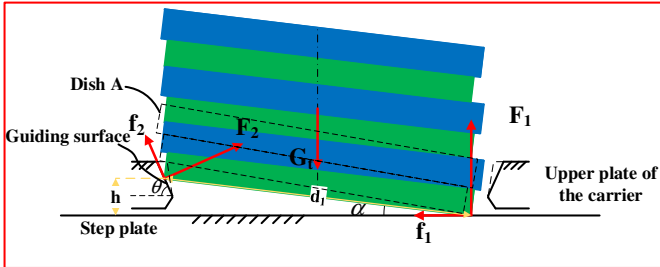 Dish A
Guiding surface
f2
F2
F1
G1
θ
h
d1
α
f1
Upper plate of
the carrier
Step plate